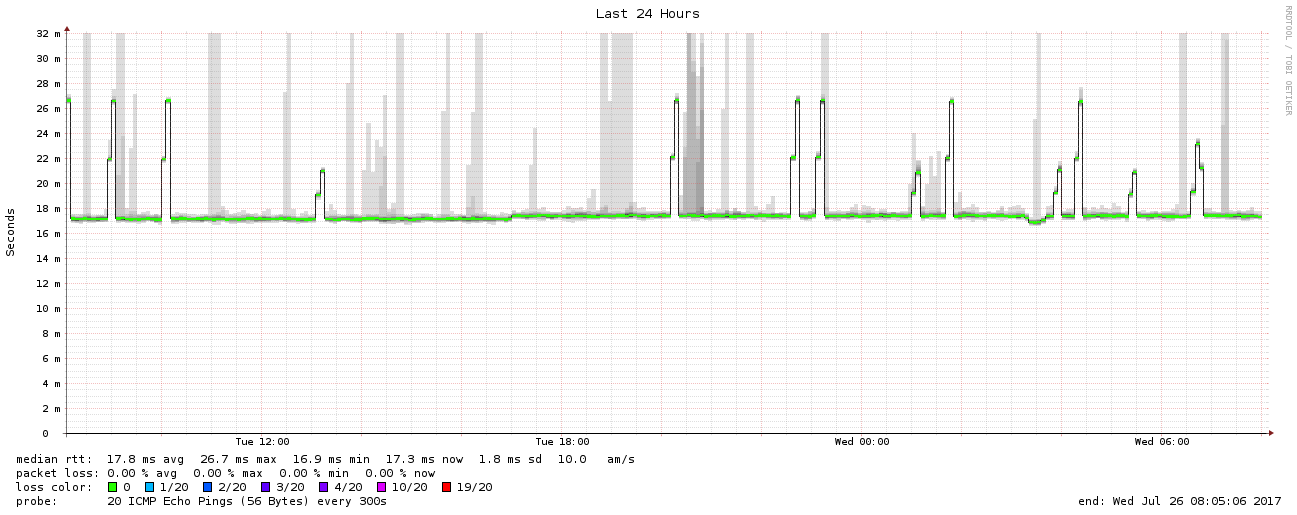 Last 24 Hours
RRDTOOL / TOBI OETIKER
Seconds
32 m
30 m
28 m
26 m
24 m
22 m
20 m
18 m
16 m
14 m
12 m
10 m
8 m
6 m
4 m
2 m
0
Tue 12:00 Tue 18:00 Wed 00:00 Wed 06:00
median rtt: 17.8 ms avg 26.7 ms max 16.9 ms min 17.3 ms now 1.8 ms sd 10.0 am/s
packet loss: 0.00 % avg 0.00 % max 0.00 % min 0.00 % now
loss color: 0 1/20 2/20 3/20 4/20 10/20 19/20
probe: 20 ICMP Echo Pings (56 Bytes) every 300s end: Wed Jul 26 08:05:06 2017